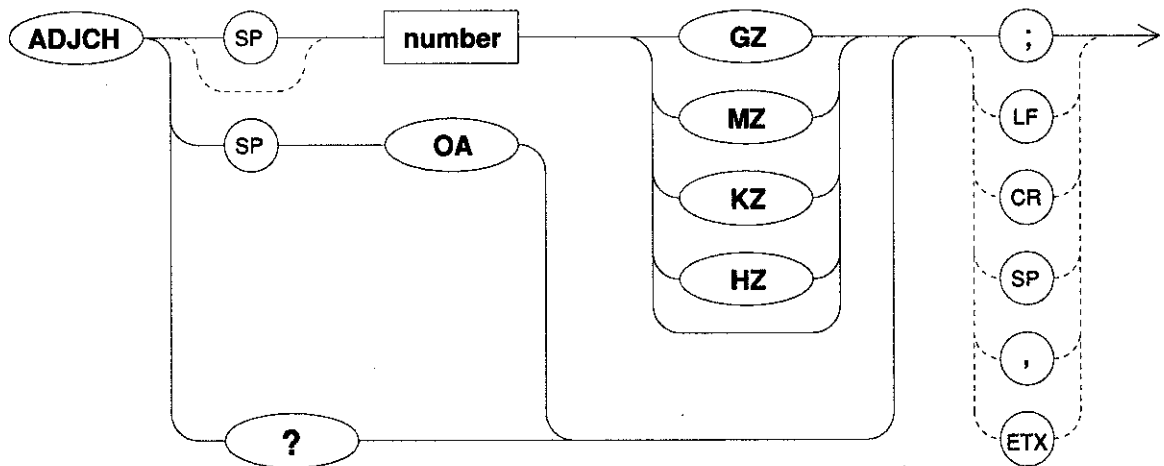 ADJCH SP number GZ ;
MZ LF
SP OA
KZ CR
HZ SP
,
? ETX